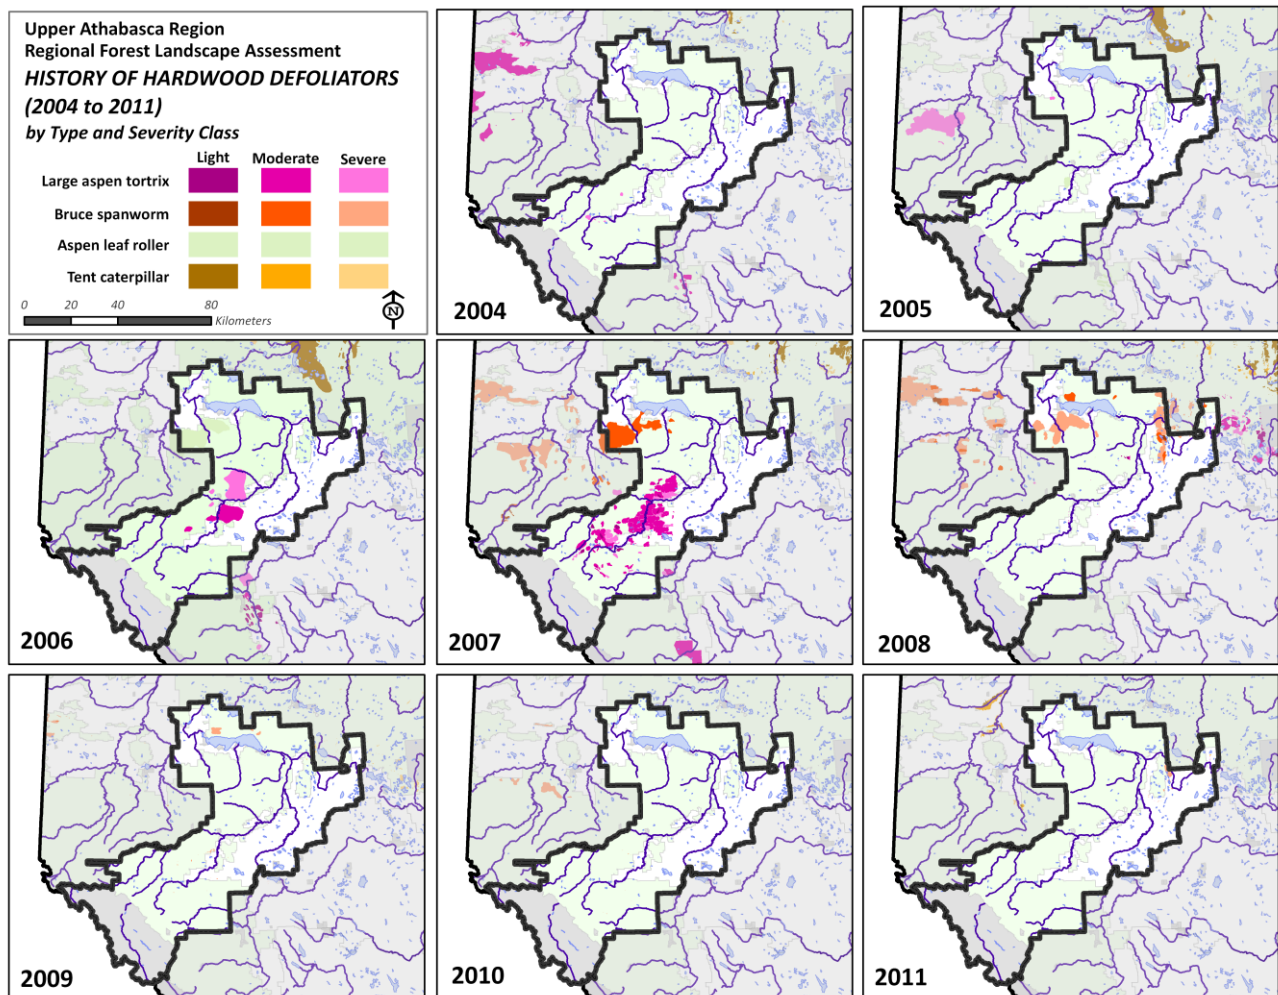 Upper Athabasca Region
Regional Forest Landscape Assessment
HISTORY OF HARDWOOD DEFOLIATORS
(2004 to 2011)
by Type and Severity Class
Light Moderate Severe
Large aspen tortrix
Bruce spanworm
Aspen leaf roller
Tent caterpillar
0 20 40 80
Kilometers
N
2004
2005
2006
2007
2008
2009
2010
2011